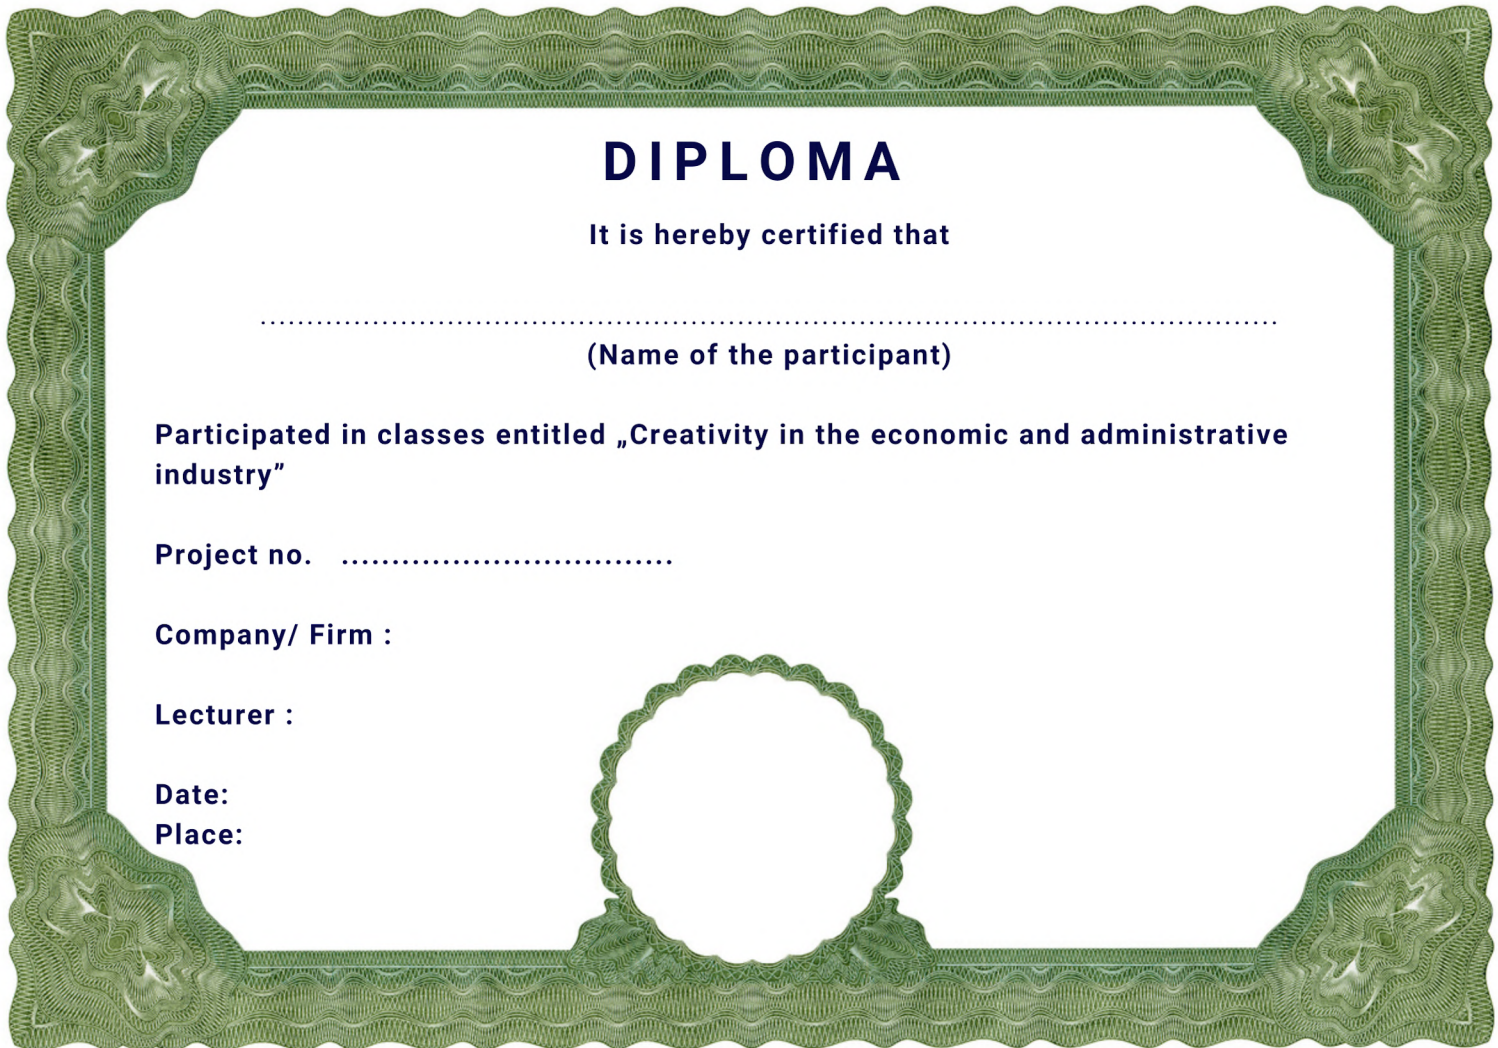 DIPLOMA
It is hereby certified that
.................................................................................................................
(Name of the participant)
Participated in classes entitled „Creativity in the economic and administrative
industry”
Project no. .................................
Company/ Firm :
Lecturer :
Date:
Place: